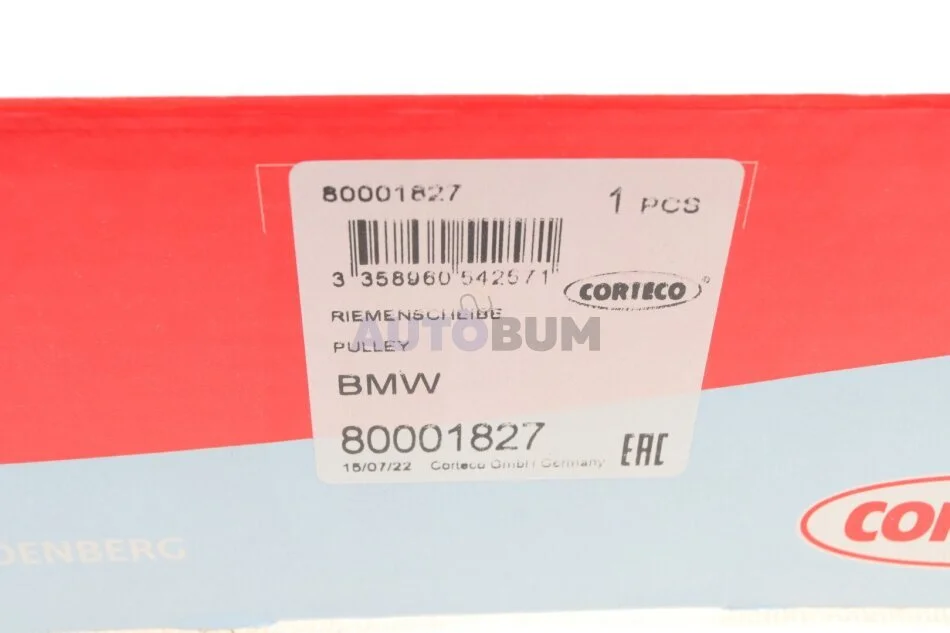 80001827 1 PCS
3 358960 542571
CORTECO®
RIEMENSCHEIBE
AUTOBUM
PULLEY
BMW
80001827
15/07/22 Corteco GmbH Germany
EAC
DENBERG
COR